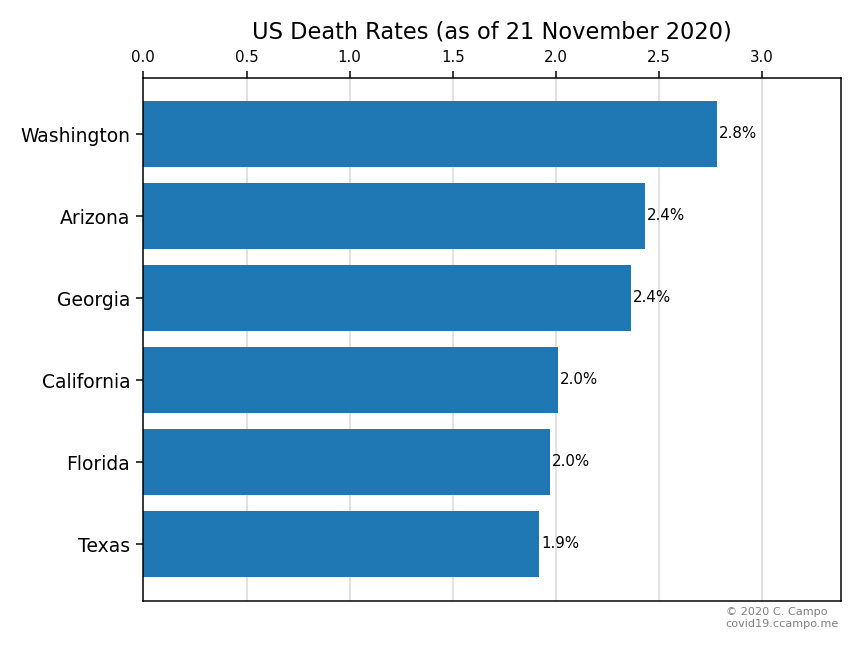 US Death Rates (as of 21 November 2020)
0.0 0.5 1.0 1.5 2.0 2.5 3.0
Washington 2.8%
Arizona 2.4%
Georgia 2.4%
California 2.0%
Florida 2.0%
Texas 1.9%
© 2020 C. Campo
covid19.ccampo.me